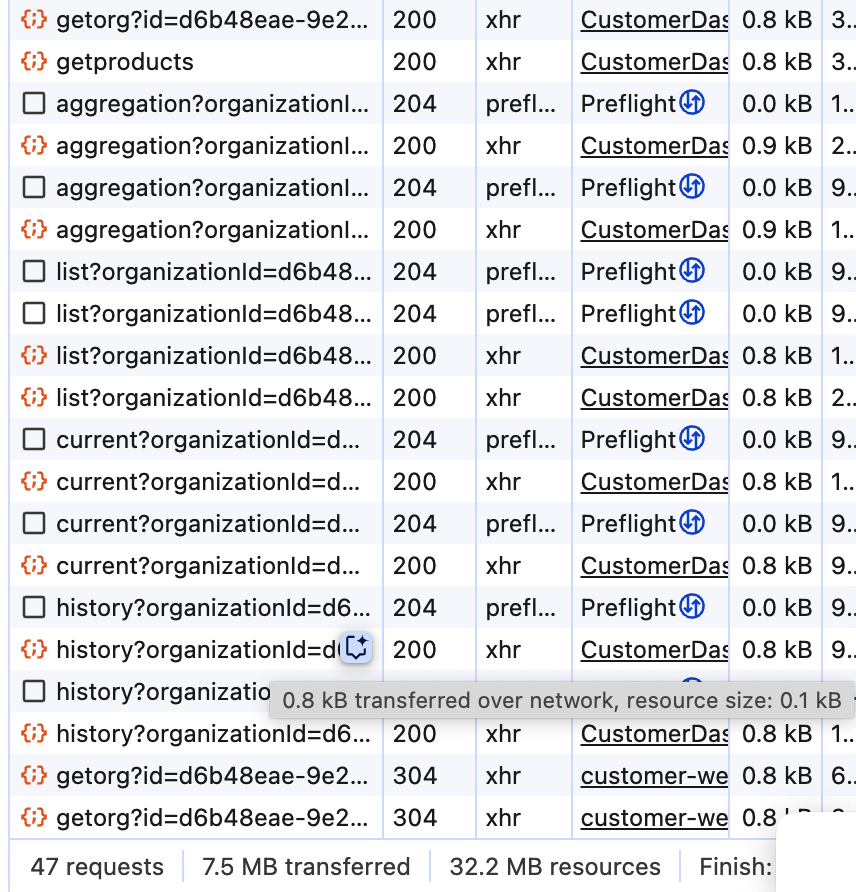 getorg?id=d6b48eae-9e2... 200 xhr CustomerDas 0.8 kB 3..
getproducts 200 xhr CustomerDas 0.8 kB 3..
aggregation?organizationI... 204 prefl... Preflight 0.0 kB 1..
aggregation?organizationI... 200 xhr CustomerDas 0.9 kB 2..
aggregation?organizationI... 204 prefl... Preflight 0.0 kB 9..
aggregation?organizationI... 200 xhr CustomerDas 0.9 kB 1..
list?organizationId=d6b48... 204 prefl... Preflight 0.0 kB 9..
list?organizationId=d6b48... 204 prefl... Preflight 0.0 kB 9..
list?organizationId=d6b48... 200 xhr CustomerDas 0.8 kB 1..
list?organizationId=d6b48... 200 xhr CustomerDas 0.8 kB 2..
current?organizationId=d... 204 prefl... Preflight 0.0 kB 9..
current?organizationId=d... 200 xhr CustomerDas 0.8 kB 1..
current?organizationId=d... 204 prefl... Preflight 0.0 kB 9..
current?organizationId=d... 200 xhr CustomerDas 0.8 kB 9..
history?organizationId=d6... 204 prefl... Preflight 0.0 kB 9..
history?organizationId=d 200 xhr CustomerDas 0.8 kB 9..
history?organizatio
0.8 kB transferred over network, resource size: 0.1 kB
history?organizationId=d6... 200 xhr CustomerDas 0.8 kB 1..
getorg?id=d6b48eae-9e2... 304 xhr customer-we 0.8 kB 6..
getorg?id=d6b48eae-9e2... 304 xhr customer-we 0.8
47 requests 7.5 MB transferred 32.2 MB resources Finish: